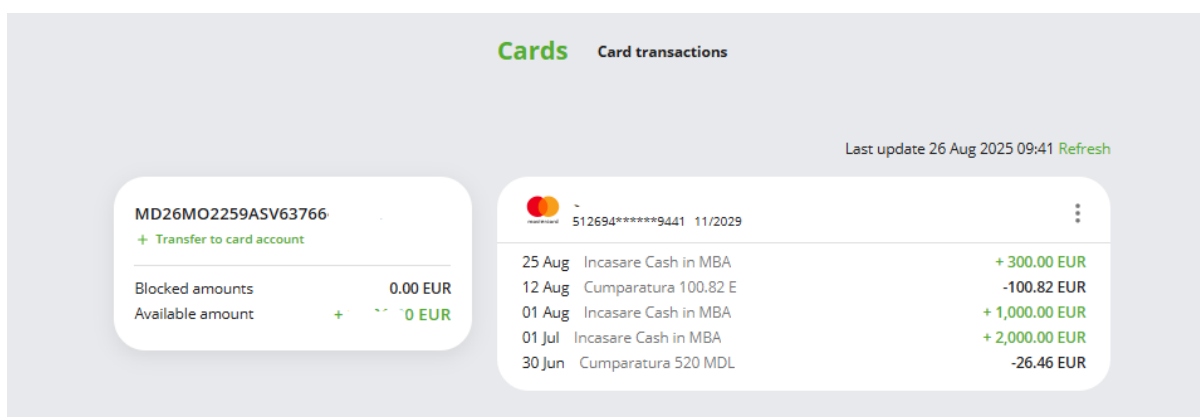 Cards Card transactions
Last update 26 Aug 2025 09:41 Refresh
MD26MO2259ASV63766
+ Transfer to card account
Blocked amounts 0.00 EUR
Available amount + 0 EUR
mastercard
512694******9441 11/2029
25 Aug Incasare Cash in MBA + 300.00 EUR
12 Aug Cumparatura 100.82 E -100.82 EUR
01 Aug Incasare Cash in MBA + 1,000.00 EUR
01 Jul Incasare Cash in MBA + 2,000.00 EUR
30 Jun Cumparatura 520 MDL -26.46 EUR